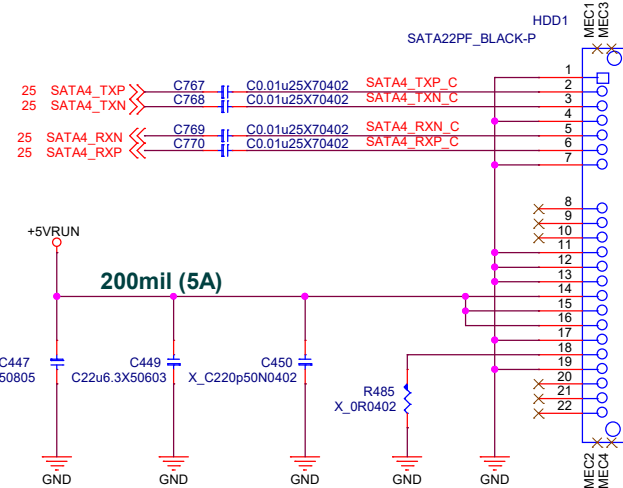 HDD1
MEC1
MEC3
SATA22PF_BLACK-P
1
25 SATA4_TXP C767 C0.01u25X70402 SATA4_TXP_C 2
25 SATA4_TXN C768 C0.01u25X70402 SATA4_TXN_C 3
4
25 SATA4_RXN C769 C0.01u25X70402 SATA4_RXN_C 5
25 SATA4_RXP C770 C0.01u25X70402 SATA4_RXP_C 6
7
8
9
+5VRUN 10
11
12
200mil (5A) 13
14
15
16
17
18
C447 C449 C450 19
50805 C22u6.3X50603 X_C220p50N0402 20
R485 21
X_0R0402 22
MEC2
MEC4
GND GND GND GND GND